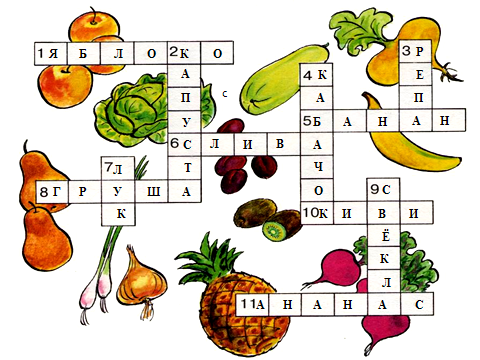 1Я Б Л О 2К О 3Р
А 4К Е
П с А П
У 5Б А Н А Н
6С Л И В А
7Л Т Ч
8Г Р У Ш А О 9С
К 10К И В И
Ё
К
Л
11А Н А Н А С